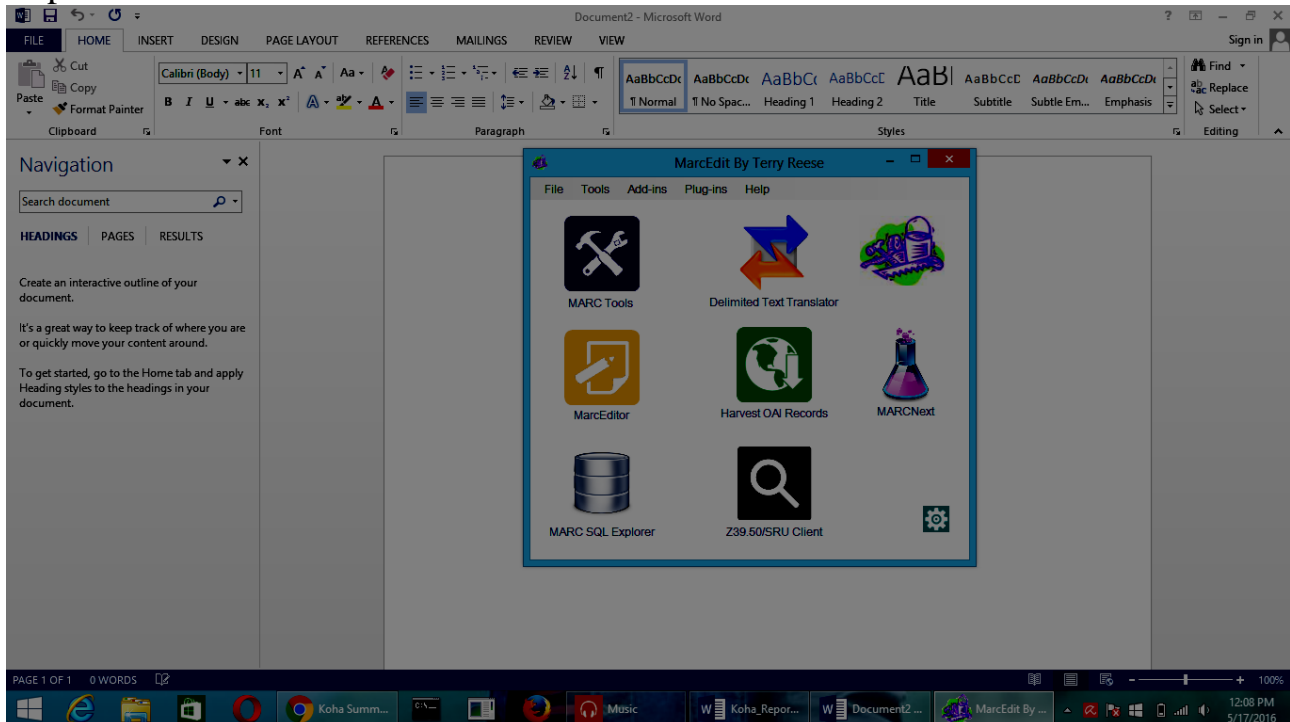 Document2 - Microsoft Word
FILE HOME INSERT DESIGN PAGE LAYOUT REFERENCES MAILINGS REVIEW VIEW Sign in
Cut
Copy
Paste
Format Painter
Clipboard
Calibri (Body) 11
Font
Paragraph
AaBbCcDc AaBbCcDc AaBbC( AaBbCcE AaB| AaBbCcD AaBbCcDc AaBbCcDc
¶ Normal ¶ No Spac... Heading 1 Heading 2 Title Subtitle Subtle Em... Emphasis
Styles
Find
Replace
Select
Editing
Navigation
Search document
HEADINGS PAGES RESULTS
Create an interactive outline of your
document.
It's a great way to keep track of where you are
or quickly move your content around.
To get started, go to the Home tab and apply
Heading styles to the headings in your
document.
MarcEdit By Terry Reese
File Tools Add-ins Plug-ins Help
MARC Tools
Delimited Text Translator
MarcEditor
Harvest OAI Records
MARCNext
MARC SQL Explorer
Z39.50/SRU Client
PAGE 1 OF 1 0 WORDS 100%
Koha Summ... Music Koha_Repor... Document2 ... MarcEdit By ...
12:08 PM
5/17/2016